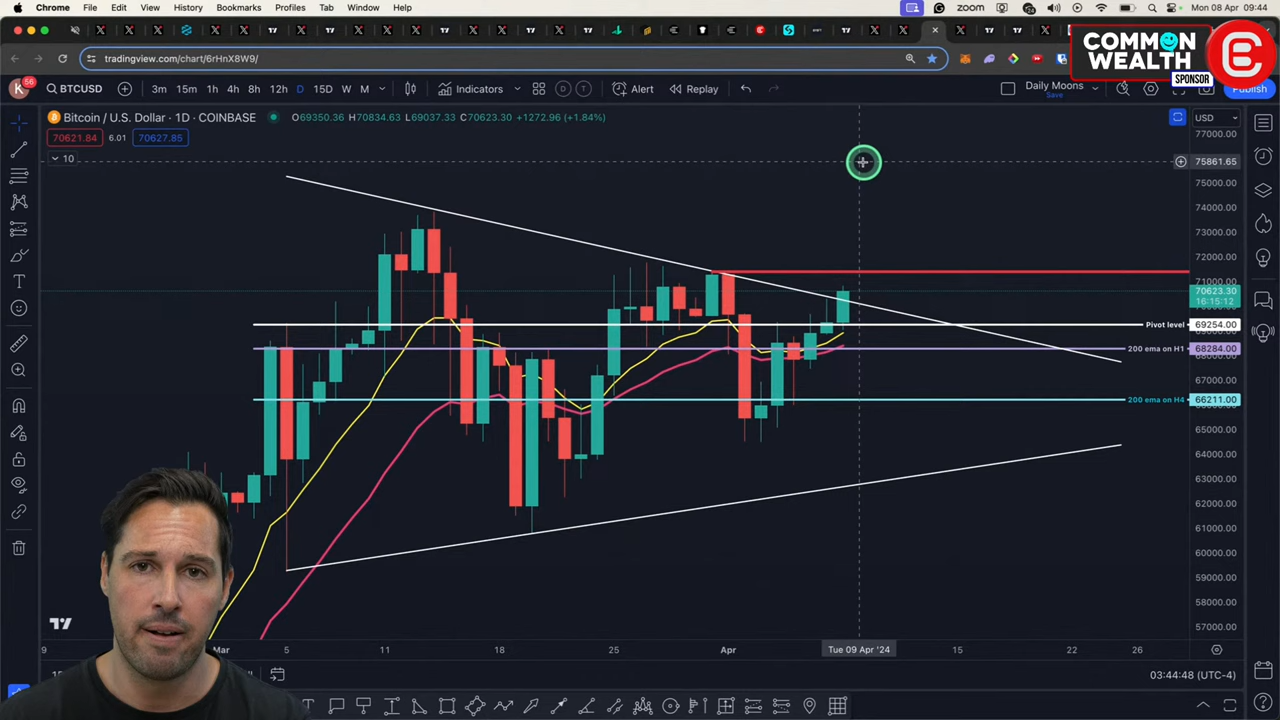 Chrome File Edit View History Bookmarks Profiles Tab Window Help
zoom Mon 08 Apr 09:44
tradingview.com/chart/6rHnX8W9/
COMMON WEALTH
SPONSOR
K 56 BTCUSD 3m 15m 1h 4h 8h 12h D 15D W M Indicators Alert Replay Daily Moons Save Publish
Bitcoin / U.S. Dollar · 1D · COINBASE O69350.36 H70834.63 L69037.33 C70623.30 +1272.96 (+1.84%)
USD
70621.84 6.01 70627.85
10
77000.00
75861.65
75000.00
74000.00
73000.00
72000.00
71000.00
70623.30
16:15:12
Pivot level 69254.00
200 ema on H1 68284.00
67000.00
200 ema on H4 66211.00
65000.00
64000.00
63000.00
62000.00
61000.00
60000.00
59000.00
58000.00
57000.00
9 Mar 5 11 18 25 Apr Tue 09 Apr '24 15 22 26
03:44:48 (UTC-4)